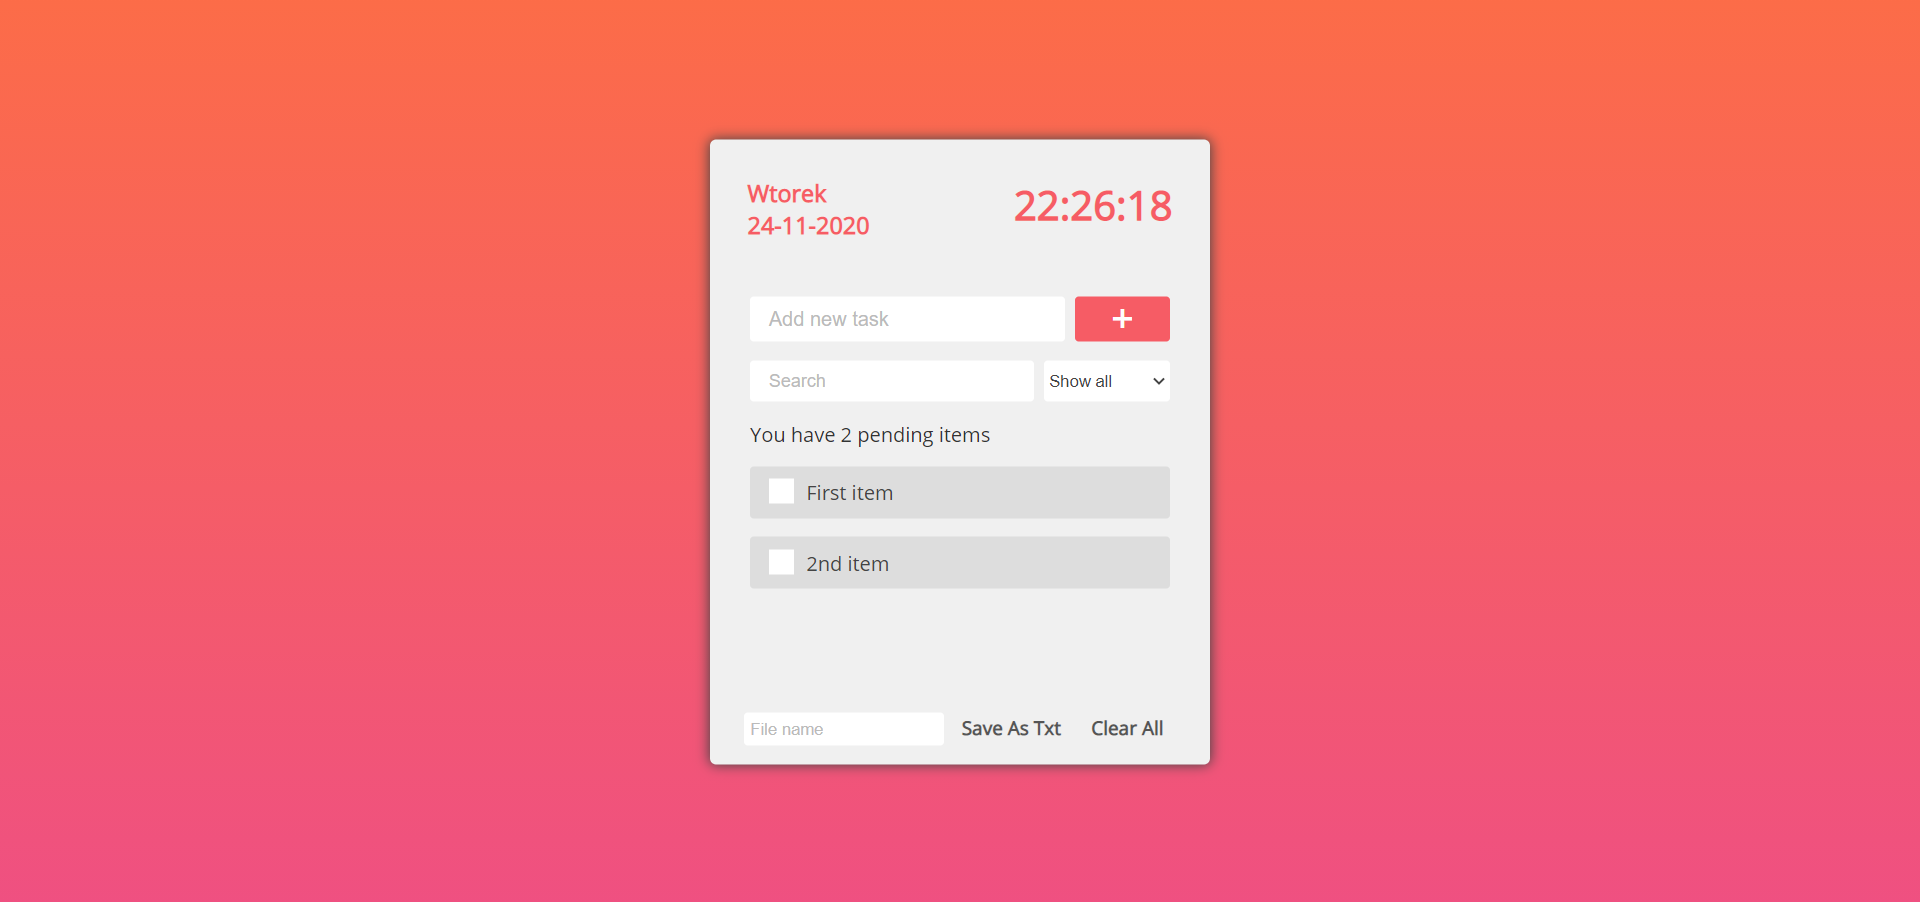 Wtorek
24-11-2020
22:26:18
Add new task
+
Search
Show all
You have 2 pending items
First item
2nd item
File name
Save As Txt
Clear All